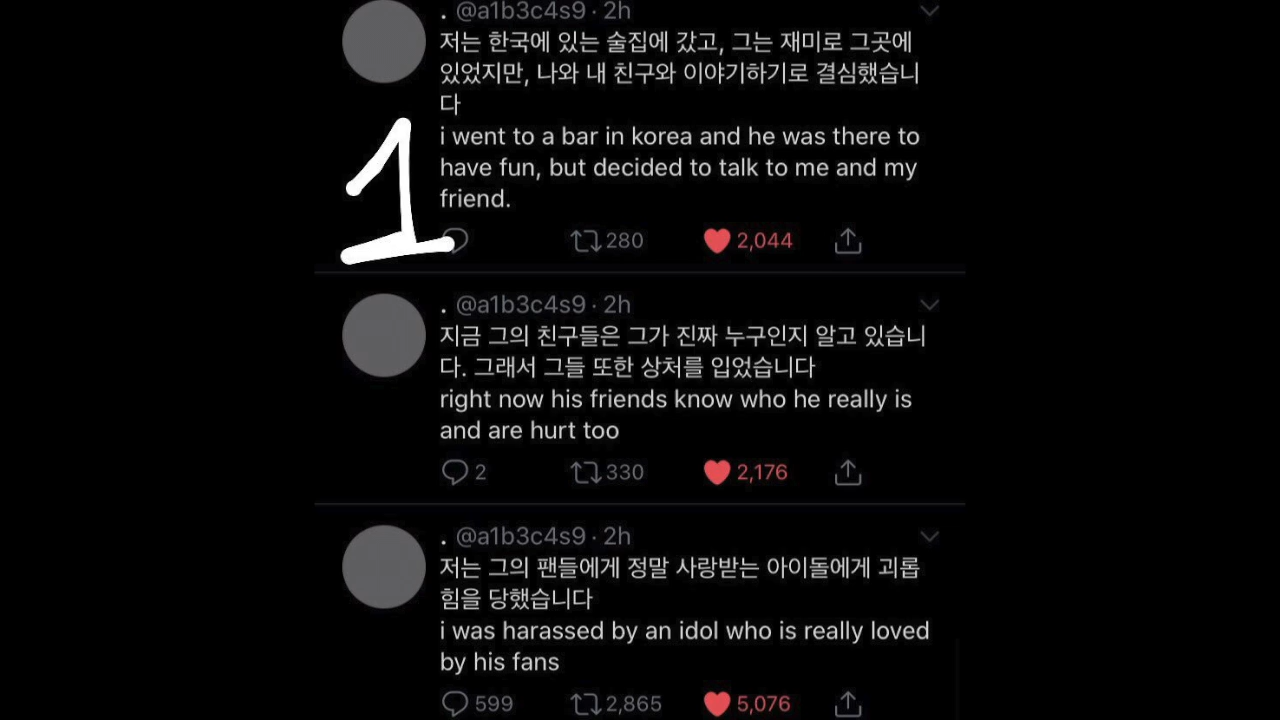 . @a1b3c4s9 · 2h
저는 한국에 있는 술집에 갔고, 그는 재미로 그곳에
있었지만, 나와 내 친구와 이야기하기로 결심했습니
다
i went to a bar in korea and he was there to
have fun, but decided to talk to me and my
friend.
1
280 2,044
. @a1b3c4s9 · 2h
지금 그의 친구들은 그가 진짜 누구인지 알고 있습니
다. 그래서 그들 또한 상처를 입었습니다
right now his friends know who he really is
and are hurt too
2 330 2,176
. @a1b3c4s9 · 2h
저는 그의 팬들에게 정말 사랑받는 아이돌에게 괴롭
힘을 당했습니다
i was harassed by an idol who is really loved
by his fans
599 2,865 5,076